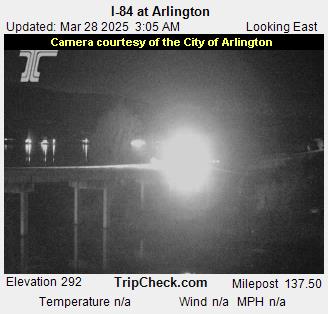 I-84 at Arlington
Updated: Mar 28 2025 3:05 AM Looking East
Camera courtesy of the City of Arlington
Elevation 292 TripCheck.com Milepost 137.50
Temperature n/a Wind n/a MPH n/a